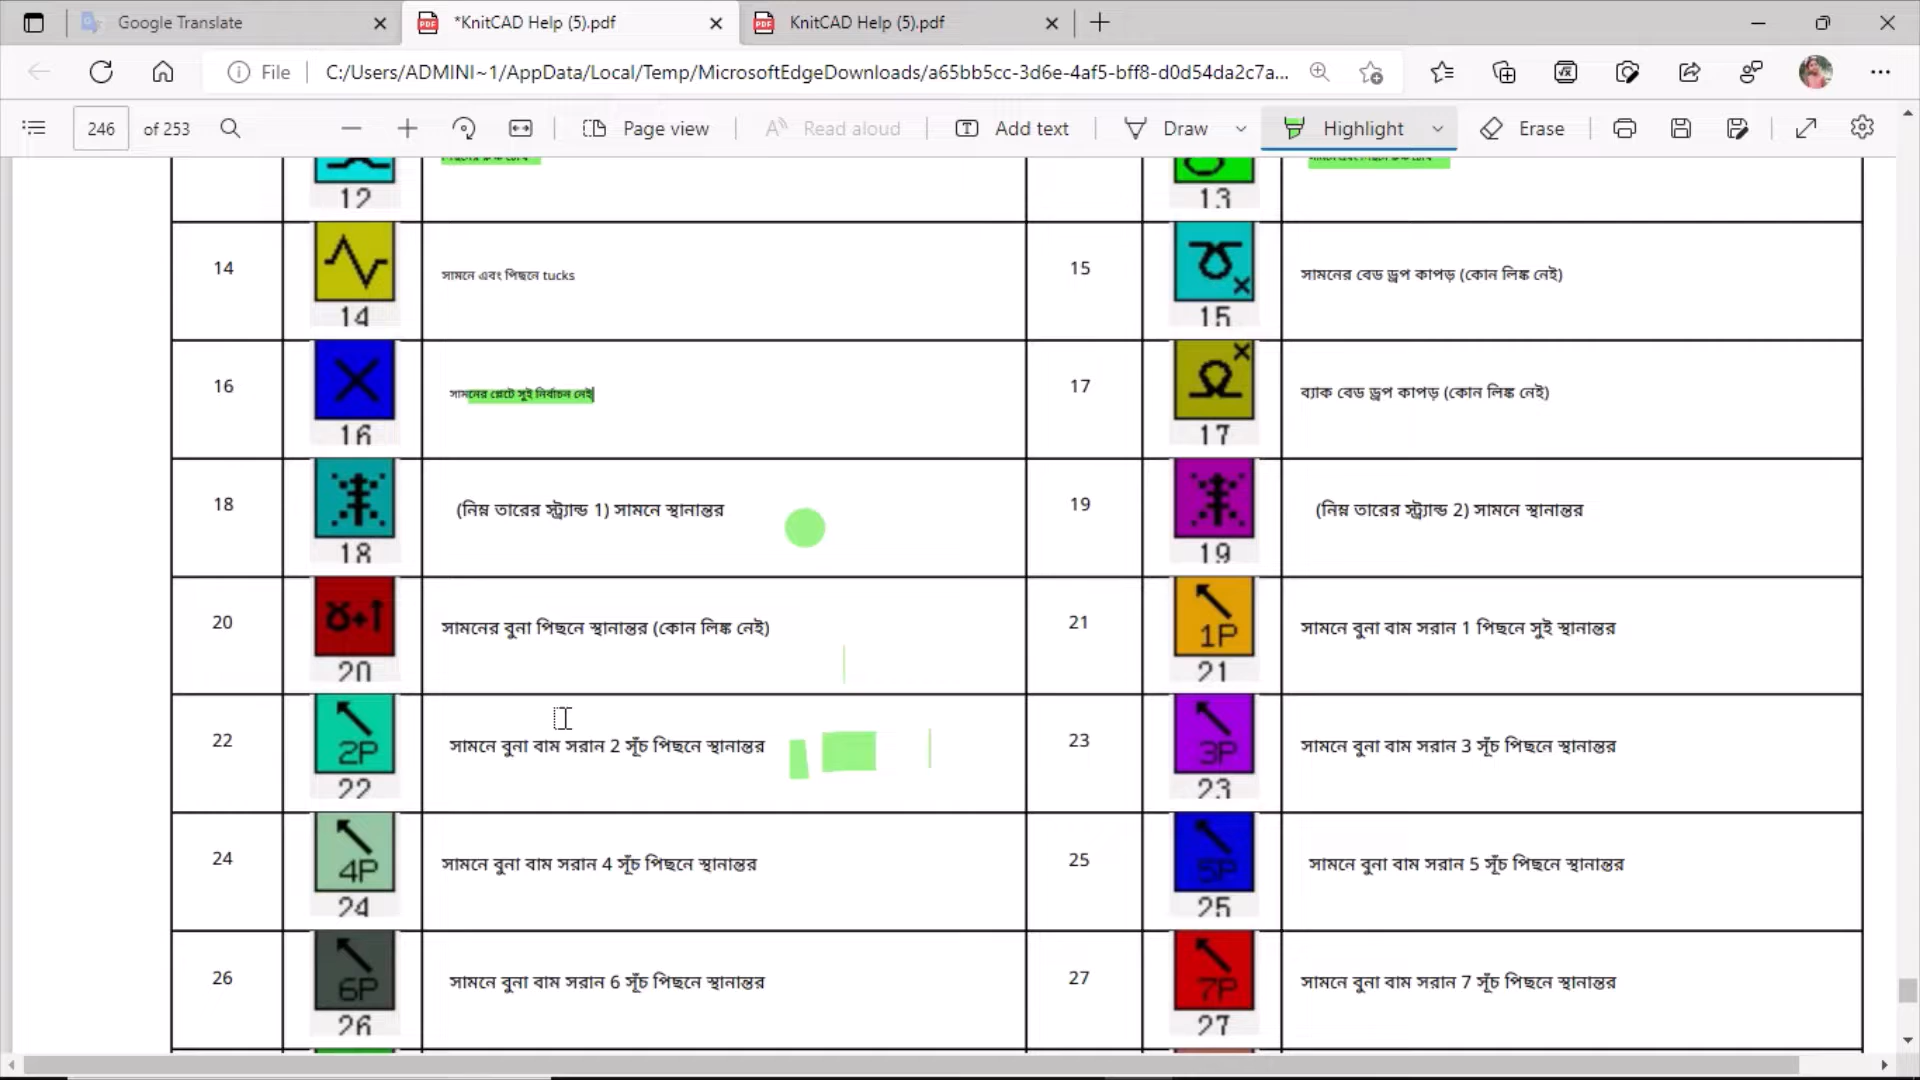 Google Translate
*KnitCAD Help (5).pdf
KnitCAD Help (5).pdf
File
C:/Users/ADMINI~1/AppData/Local/Temp/MicrosoftEdgeDownloads/a65bb5cc-3d6e-4af5-bff8-d0d54da2c7a...
246 of 253
Page view
Read aloud
Add text
Draw
Highlight
Erase
12
13
14
14
সামনে এবং পিছনে tucks
15
15
সামনের বেড ড্রপ কাপড় (কোন লিঙ্ক নেই)
16
16
সামনের প্লেটে সুই নির্বাচন নেই
17
17
ব্যাক বেড ড্রপ কাপড় (কোন লিঙ্ক নেই)
18
18
(নিম্ন তারের স্ট্র্যান্ড 1) সামনে স্থানান্তর
19
19
(নিম্ন তারের স্ট্র্যান্ড 2) সামনে স্থানান্তর
20
20
সামনের বুনা পিছনে স্থানান্তর (কোন লিঙ্ক নেই)
21
1P
21
সামনে বুনা বাম সরান 1 পিছনে সুই স্থানান্তর
22
2P
22
সামনে বুনা বাম সরান 2 সূঁচ পিছনে স্থানান্তর
23
3P
23
সামনে বুনা বাম সরান 3 সূঁচ পিছনে স্থানান্তর
24
4P
24
সামনে বুনা বাম সরান 4 সূঁচ পিছনে স্থানান্তর
25
5P
25
সামনে বুনা বাম সরান 5 সূঁচ পিছনে স্থানান্তর
26
6P
26
সামনে বুনা বাম সরান 6 সূঁচ পিছনে স্থানান্তর
27
7P
27
সামনে বুনা বাম সরান 7 সূঁচ পিছনে স্থানান্তর